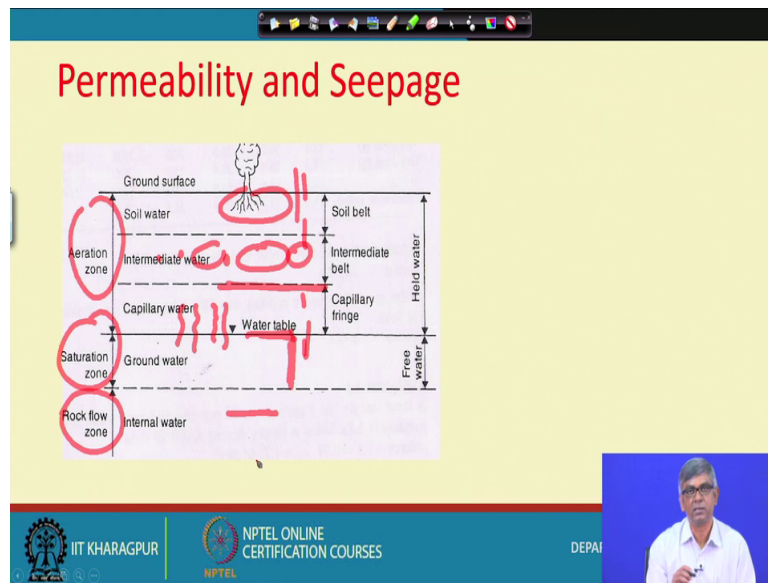 Permeability and Seepage
Ground surface
Soil water
Soil belt
Aeration
zone
Intermediate water
Intermediate
belt
Held water
Capillary water
Capillary
fringe
Water table
Saturation
zone
Ground water
Free
water
Rock flow
zone
Internal water
IIT KHARAGPUR
NPTEL
NPTEL ONLINE
CERTIFICATION COURSES
DEPAR